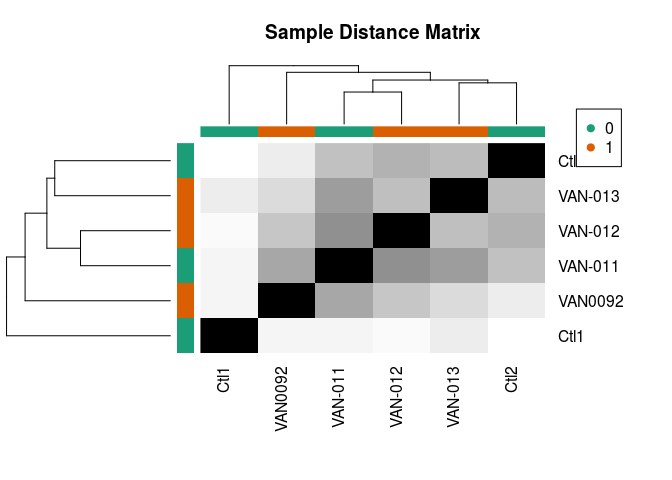 Sample Distance Matrix
0
1
VAN-013
VAN-012
VAN-011
VAN0092
Ctl1
Ctl1
VAN0092
VAN-011
VAN-012
VAN-013
Ctl2